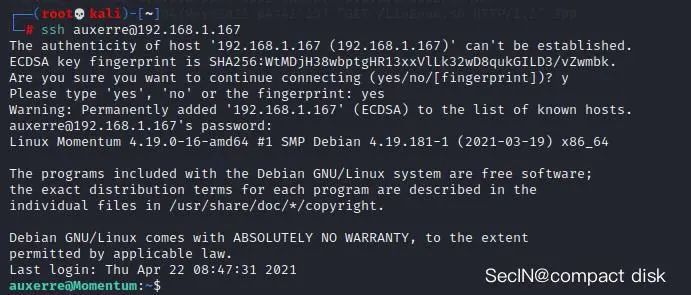 (root💀kali)-[~]
# ssh auxerre@192.168.1.167
The authenticity of host '192.168.1.167 (192.168.1.167)' can't be established.
ECDSA key fingerprint is SHA256:WtMDjH38wbptgHR13xxVlLk32wD8qukGILD3/vZwmbk.
Are you sure you want to continue connecting (yes/no/[fingerprint])? y
Please type 'yes', 'no' or the fingerprint: yes
Warning: Permanently added '192.168.1.167' (ECDSA) to the list of known hosts.
auxerre@192.168.1.167's password:
Linux Momentum 4.19.0-16-amd64 #1 SMP Debian 4.19.181-1 (2021-03-19) x86_64
The programs included with the Debian GNU/Linux system are free software;
the exact distribution terms for each program are described in the
individual files in /usr/share/doc/*/copyright.
Debian GNU/Linux comes with ABSOLUTELY NO WARRANTY, to the extent
permitted by applicable law.
Last login: Thu Apr 22 08:47:31 2021
auxerre@Momentum:~$
SecIN@compact disk